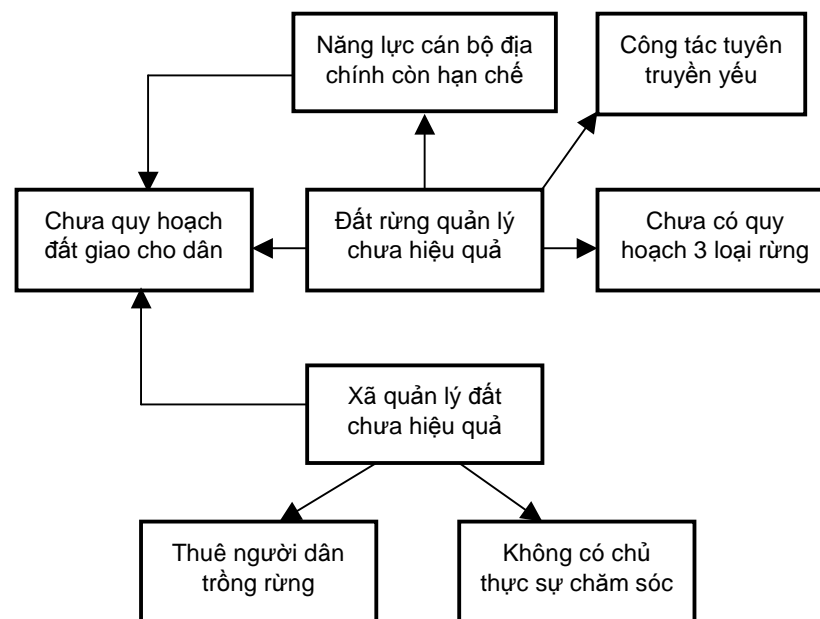 Năng lực cán bộ địa
chính còn hạn chế
Công tác tuyên
truyền yếu
Chưa quy hoạch
đất giao cho dân
Đất rừng quản lý
chưa hiệu quả
Chưa có quy
hoạch 3 loại rừng
Xã quản lý đất
chưa hiệu quả
Thuê người dân
trồng rừng
Không có chủ
thực sự chăm sóc